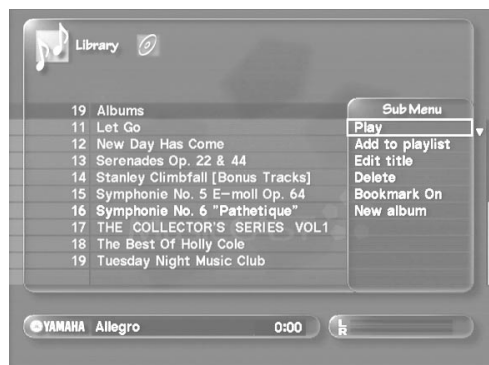 Library
19 Albums
11 Let Go
12 New Day Has Come
13 Serenades Op. 22 & 44
14 Stanley Climbfall [Bonus Tracks]
15 Symphonie No. 5 E-moll Op. 64
16 Symphonie No. 6 "Pathetique"
17 THE COLLECTOR'S SERIES VOL1
18 The Best Of Holly Cole
19 Tuesday Night Music Club
Sub Menu
Play
Add to playlist
Edit title
Delete
Bookmark On
New album
YAMAHA Allegro 0:00
L
R